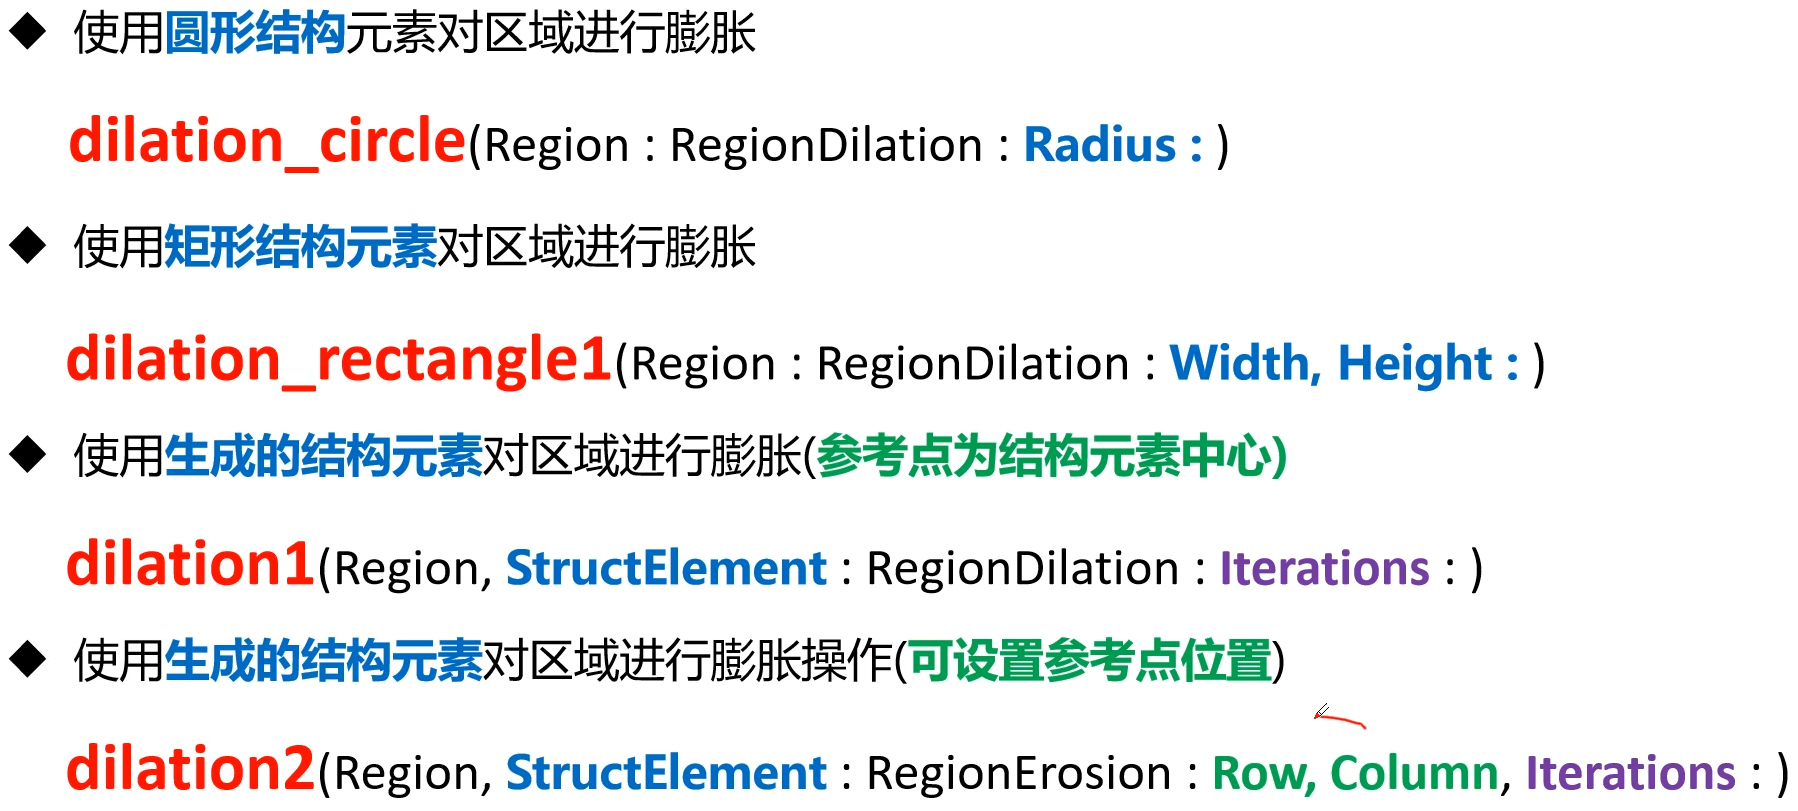 ◆ 使用圆形结构元素对区域进行膨胀
dilation_circle(Region : RegionDilation : Radius : )
◆ 使用矩形结构元素对区域进行膨胀
dilation_rectangle1(Region : RegionDilation : Width, Height : )
◆ 使用生成的结构元素对区域进行膨胀(参考点为结构元素中心)
dilation1(Region, StructElement : RegionDilation : Iterations : )
◆ 使用生成的结构元素对区域进行膨胀操作(可设置参考点位置)
dilation2(Region, StructElement : RegionErosion : Row, Column, Iterations : )